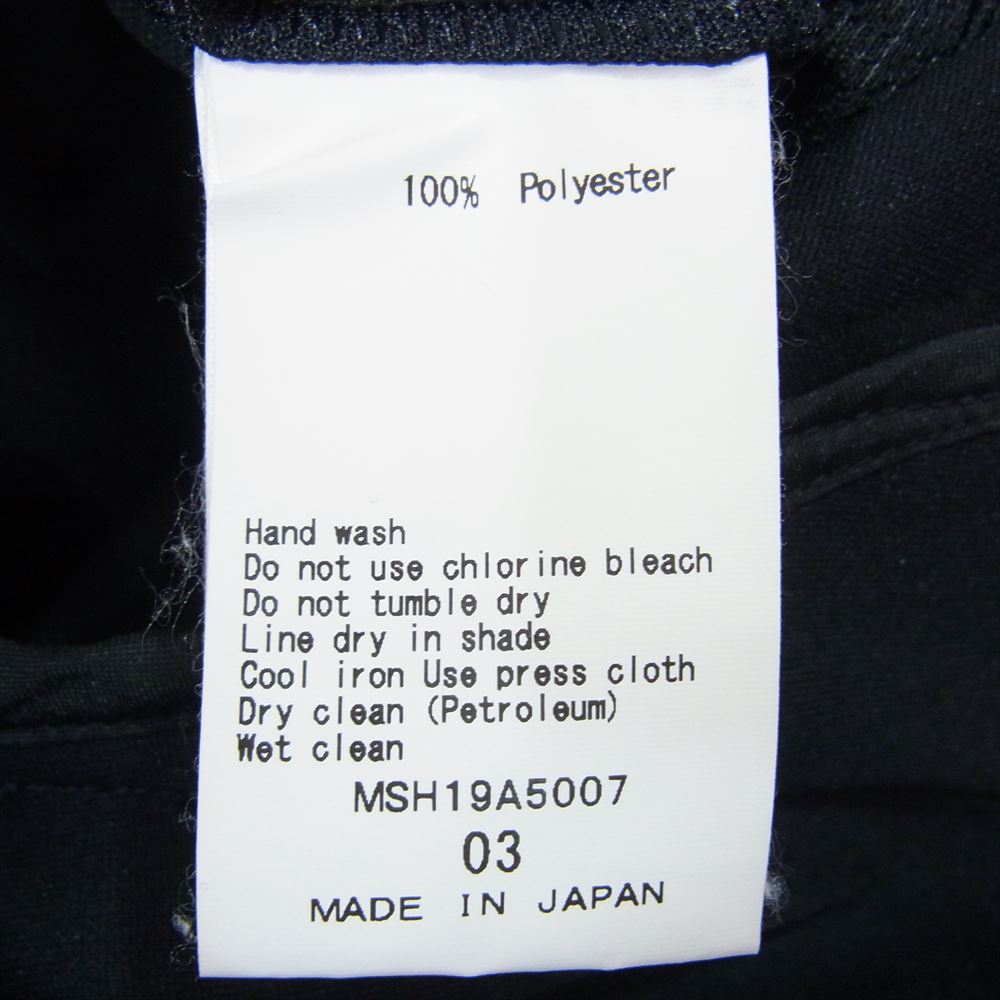 100% Polyester
Hand wash
Do not use chlorine bleach
Do not tumble dry
Line dry in shade
Cool iron Use press cloth
Dry clean (Petroleum)
Wet clean
MSH19A5007
03
MADE IN JAPAN